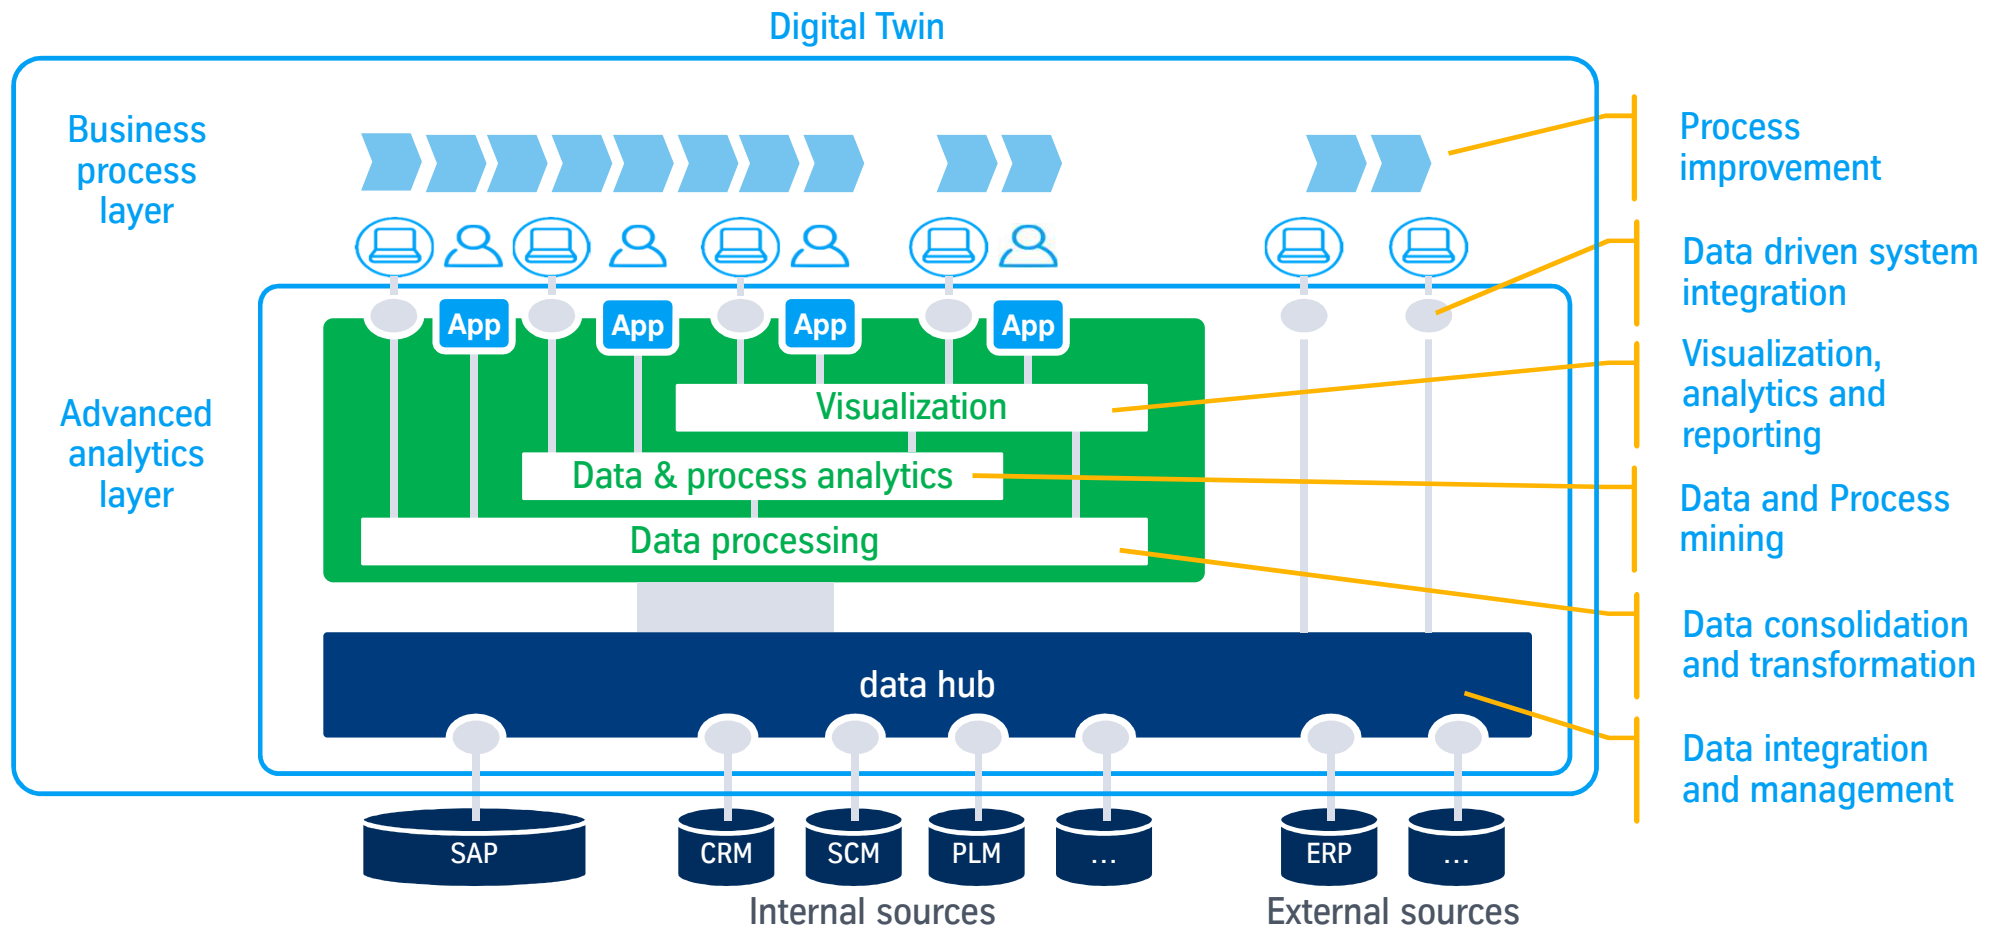 Digital Twin
Business
process
layer
Process
improvement
Data driven system
integration
App App App App
Visualization,
analytics and
reporting
Advanced
analytics
layer
Visualization
Data & process analytics
Data and Process
mining
Data processing
Data consolidation
and transformation
data hub
Data integration
and management
SAP CRM SCM PLM ... ERP ...
Internal sources External sources